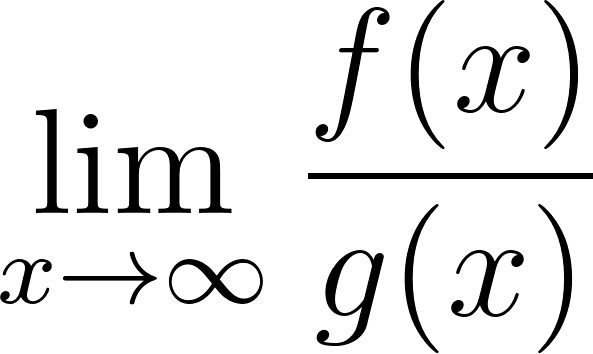 lim f(x)
x→∞ g(x)